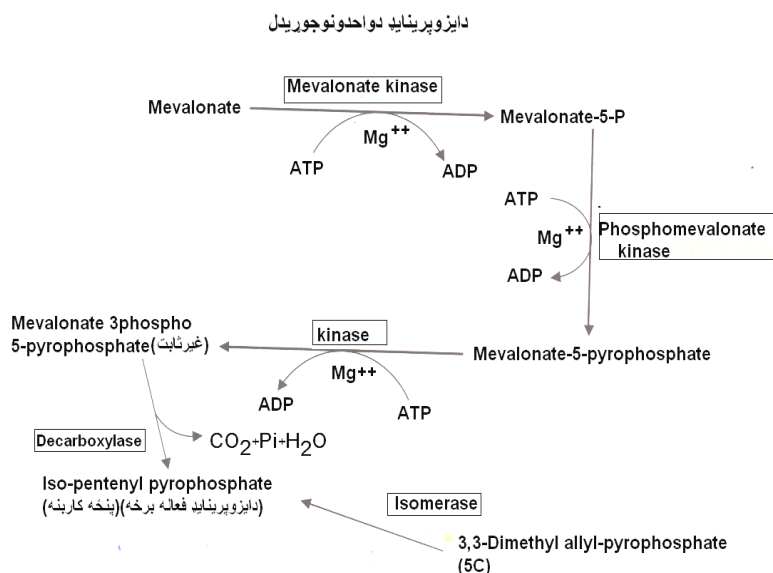 دایزوپرینایډ دواحدونوجوړیدل
Mevalonate kinase
Mevalonate
Mevalonate-5-P
Mg++
ATP
ADP
ATP
Mg++
Phosphomevalonate
kinase
ADP
Mevalonate 3phospho
5-pyrophosphate(غیرثابت)
kinase
Mevalonate-5-pyrophosphate
Mg++
ADP
ATP
Decarboxylase
CO2+Pi+H2O
Iso-pentenyl pyrophosphate
(دایزوپرینایډ فعاله برخه)(پنځه کاربنه)
Isomerase
3,3-Dimethyl allyl-pyrophosphate
(5C)